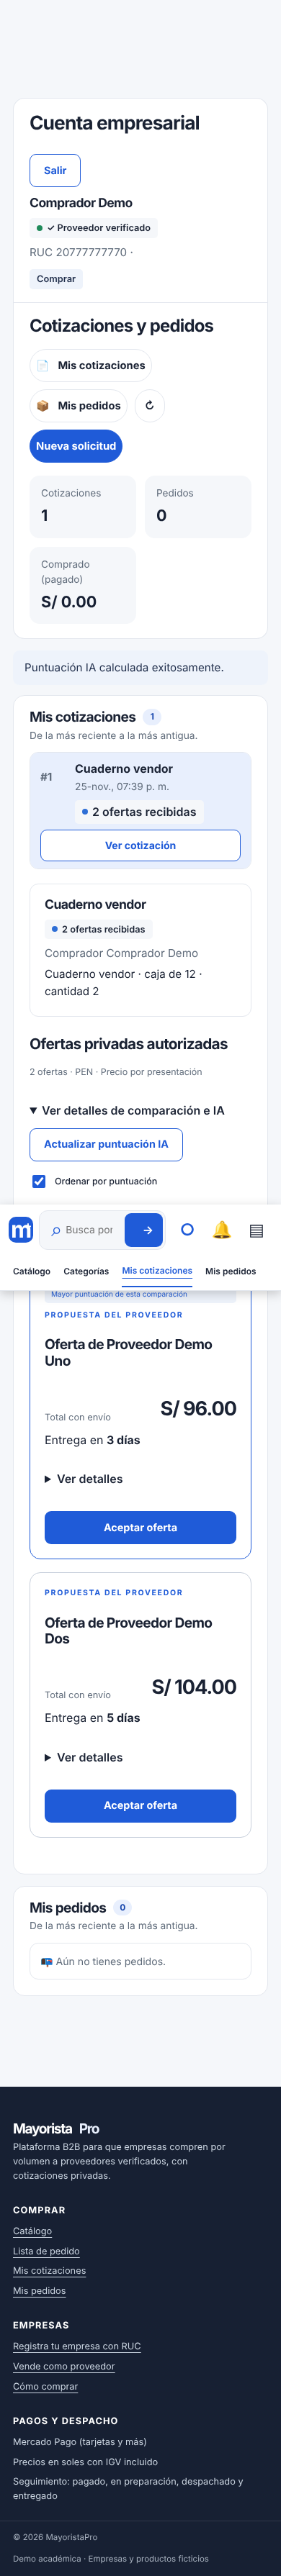 Cuenta empresarial
Salir
Comprador Demo
✓ Proveedor verificado
RUC 20777777770 ·
Comprar
Cotizaciones y pedidos
📄 Mis cotizaciones
📦 Mis pedidos
↻
Nueva solicitud
Cotizaciones
1
Pedidos
0
Comprado
(pagado)
S/ 0.00
Puntuación IA calculada exitosamente.
Mis cotizaciones 1
De la más reciente a la más antigua.
#1
Cuaderno vendor
25-nov., 07:39 p. m.
2 ofertas recibidas
Ver cotización
Cuaderno vendor
2 ofertas recibidas
Comprador Comprador Demo
Cuaderno vendor · caja de 12 ·
cantidad 2
Ofertas privadas autorizadas
2 ofertas · PEN · Precio por presentación
▼ Ver detalles de comparación e IA
Actualizar puntuación IA
Ordenar por puntuación
m
Busca por
→
Catálogo
Categorías
Mis cotizaciones
Mis pedidos
Mayor puntuación de esta comparación
PROPUESTA DEL PROVEEDOR
Oferta de Proveedor Demo
Uno
Total con envío
S/ 96.00
Entrega en 3 días
▶ Ver detalles
Aceptar oferta
PROPUESTA DEL PROVEEDOR
Oferta de Proveedor Demo
Dos
Total con envío
S/ 104.00
Entrega en 5 días
▶ Ver detalles
Aceptar oferta
Mis pedidos 0
De la más reciente a la más antigua.
📭 Aún no tienes pedidos.
Mayorista Pro
Plataforma B2B para que empresas compren por
volumen a proveedores verificados, con
cotizaciones privadas.
COMPRAR
Catálogo
Lista de pedido
Mis cotizaciones
Mis pedidos
EMPRESAS
Registra tu empresa con RUC
Vende como proveedor
Cómo comprar
PAGOS Y DESPACHO
Mercado Pago (tarjetas y más)
Precios en soles con IGV incluido
Seguimiento: pagado, en preparación, despachado y
entregado
© 2026 MayoristaPro
Demo académica · Empresas y productos ficticios